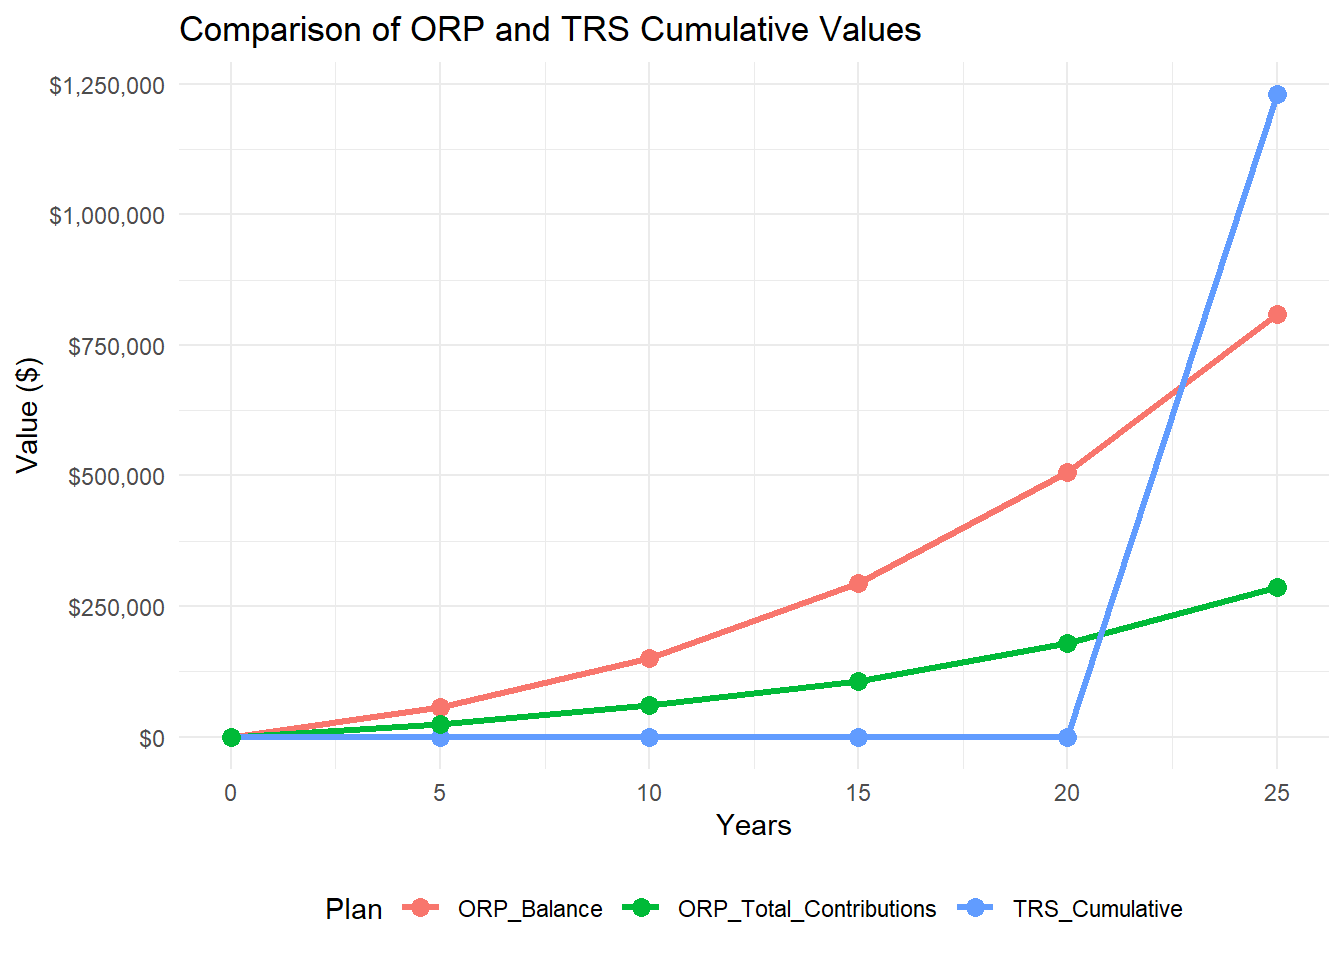 Comparison of ORP and TRS Cumulative Values
$1,250,000
$1,000,000
$750,000
$500,000
$250,000
$0
Value ($)
0 5 10 15 20 25
Years
Plan ORP_Balance ORP_Total_Contributions TRS_Cumulative